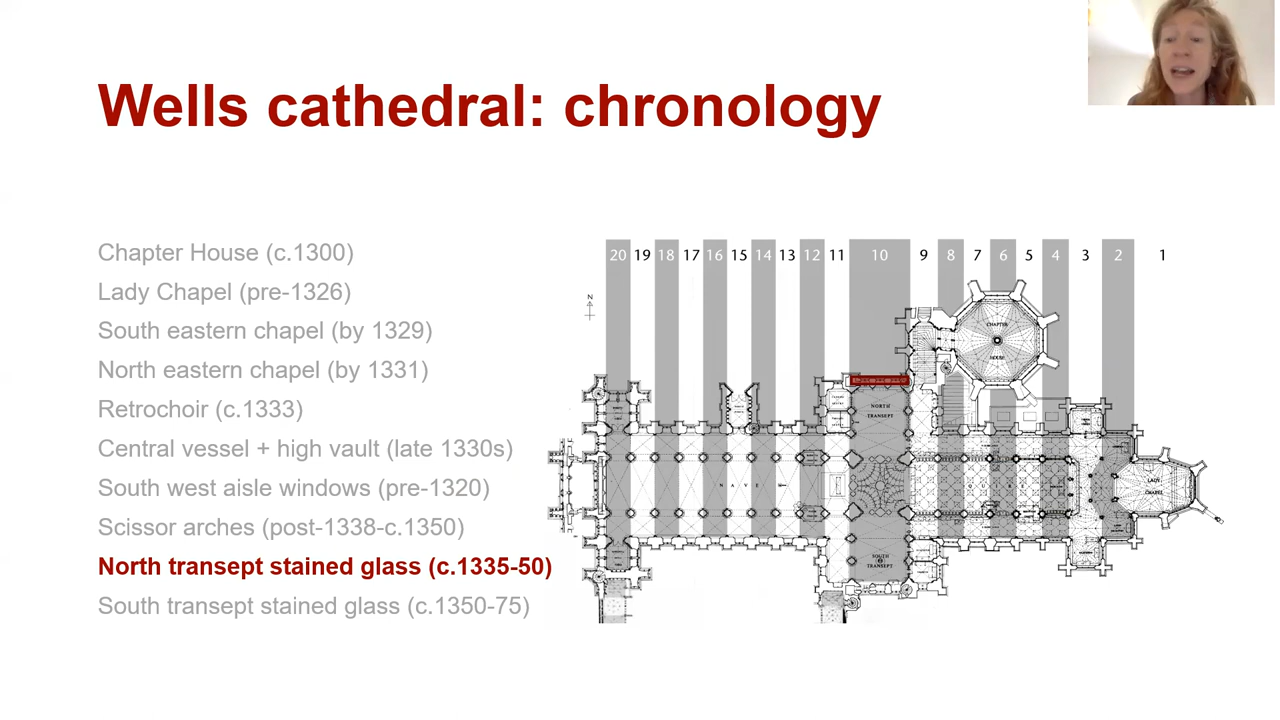 Wells cathedral: chronology
Chapter House (c.1300)
Lady Chapel (pre-1326)
South eastern chapel (by 1329)
North eastern chapel (by 1331)
Retrochoir (c.1333)
Central vessel + high vault (late 1330s)
South west aisle windows (pre-1320)
Scissor arches (post-1338-c.1350)
North transept stained glass (c.1335-50)
South transept stained glass (c.1350-75)
20 19 18 17 16 15 14 13 12 11 10 9 8 7 6 5 4 3 2 1
N
CHAPTER
HOUSE
NORTH
TRANSEPT
NAVE
LADY
CHAPEL
SOUTH
TRANSEPT